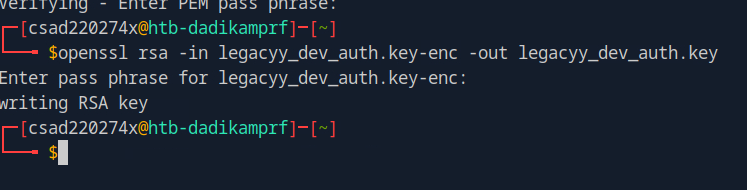 Verifying - Enter PEM pass phrase:
[csad220274x@htb-dadikamprf]-[~]
$openssl rsa -in legacyy_dev_auth.key-enc -out legacyy_dev_auth.key
Enter pass phrase for legacyy_dev_auth.key-enc:
writing RSA key
[csad220274x@htb-dadikamprf]-[~]
$